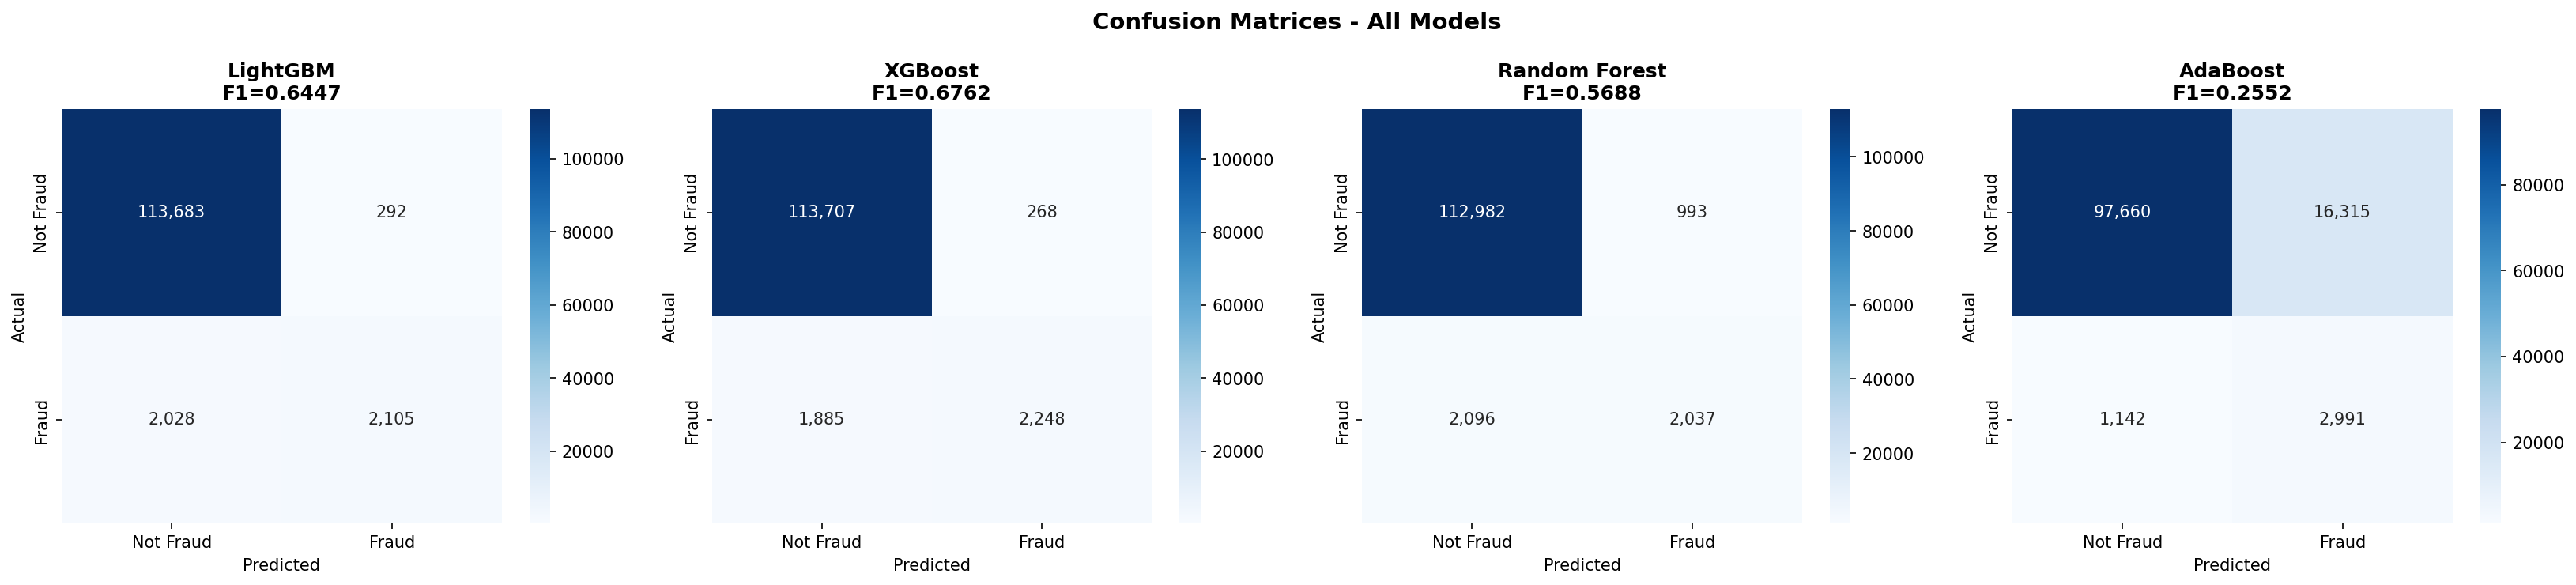 Confusion Matrices - All Models
LightGBM
F1=0.6447
Actual
Not Fraud
Fraud
113,683
292
2,028
2,105
Not Fraud
Fraud
Predicted
100000
80000
60000
40000
20000
XGBoost
F1=0.6762
Actual
Not Fraud
Fraud
113,707
268
1,885
2,248
Not Fraud
Fraud
Predicted
100000
80000
60000
40000
20000
Random Forest
F1=0.5688
Actual
Not Fraud
Fraud
112,982
993
2,096
2,037
Not Fraud
Fraud
Predicted
100000
80000
60000
40000
20000
AdaBoost
F1=0.2552
Actual
Not Fraud
Fraud
97,660
16,315
1,142
2,991
Not Fraud
Fraud
Predicted
80000
60000
40000
20000